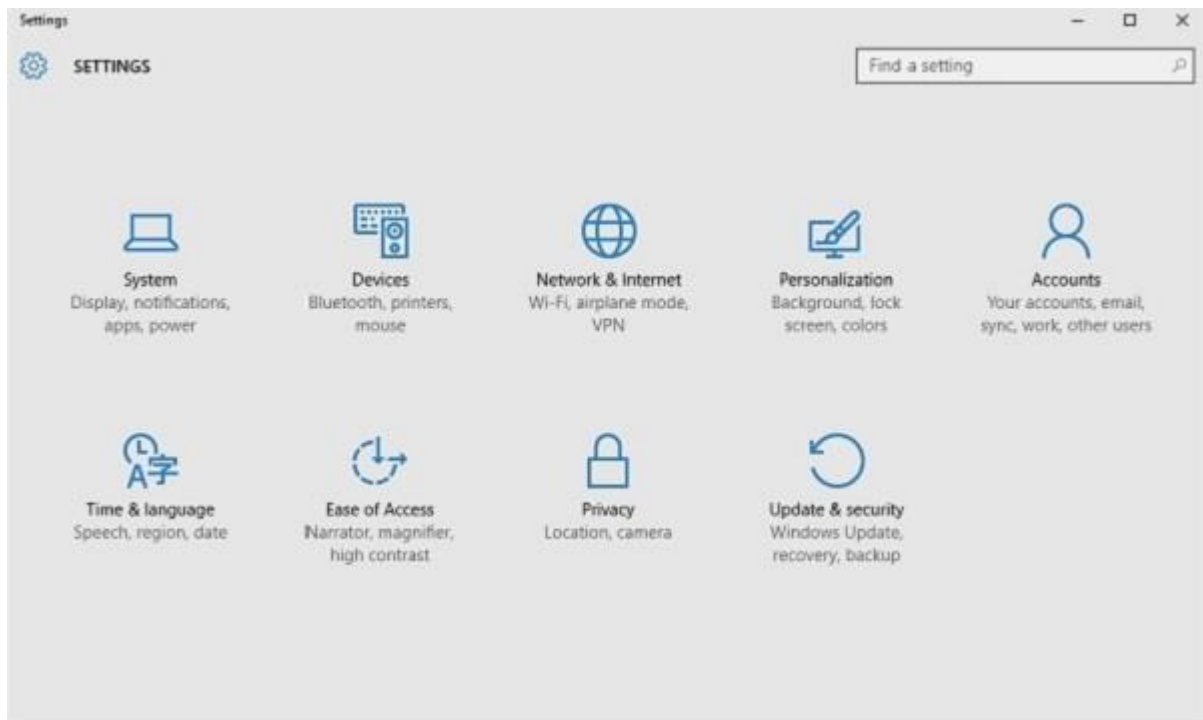 Settings
SETTINGS
Find a setting
System
Display, notifications,
apps, power
Devices
Bluetooth, printers,
mouse
Network & Internet
Wi-Fi, airplane mode,
VPN
Personalization
Background, lock
screen, colors
Accounts
Your accounts, email,
sync, work, other users
A字
Time & language
Speech, region, date
Ease of Access
Narrator, magnifier,
high contrast
Privacy
Location, camera
Update & security
Windows Update,
recovery, backup